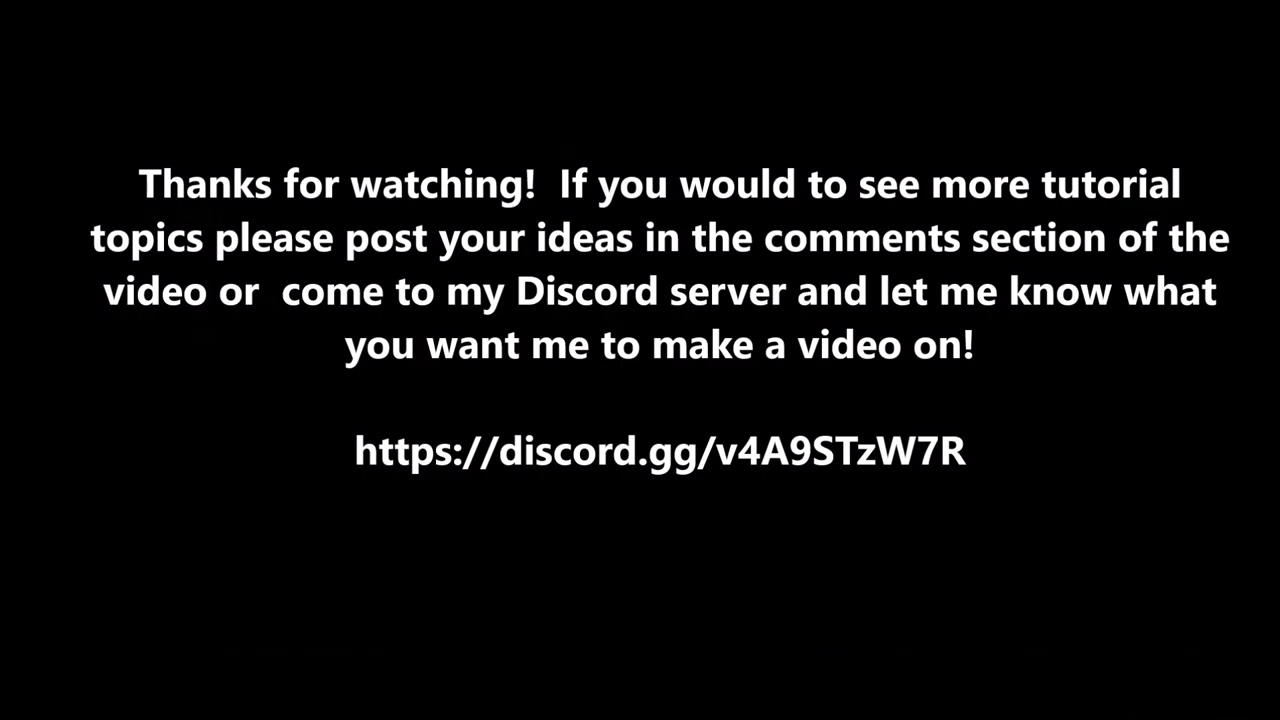 Thanks for watching!  If you would to see more tutorial
topics please post your ideas in the comments section of the
video or  come to my Discord server and let me know what
you want me to make a video on!
https://discord.gg/v4A9STzW7R